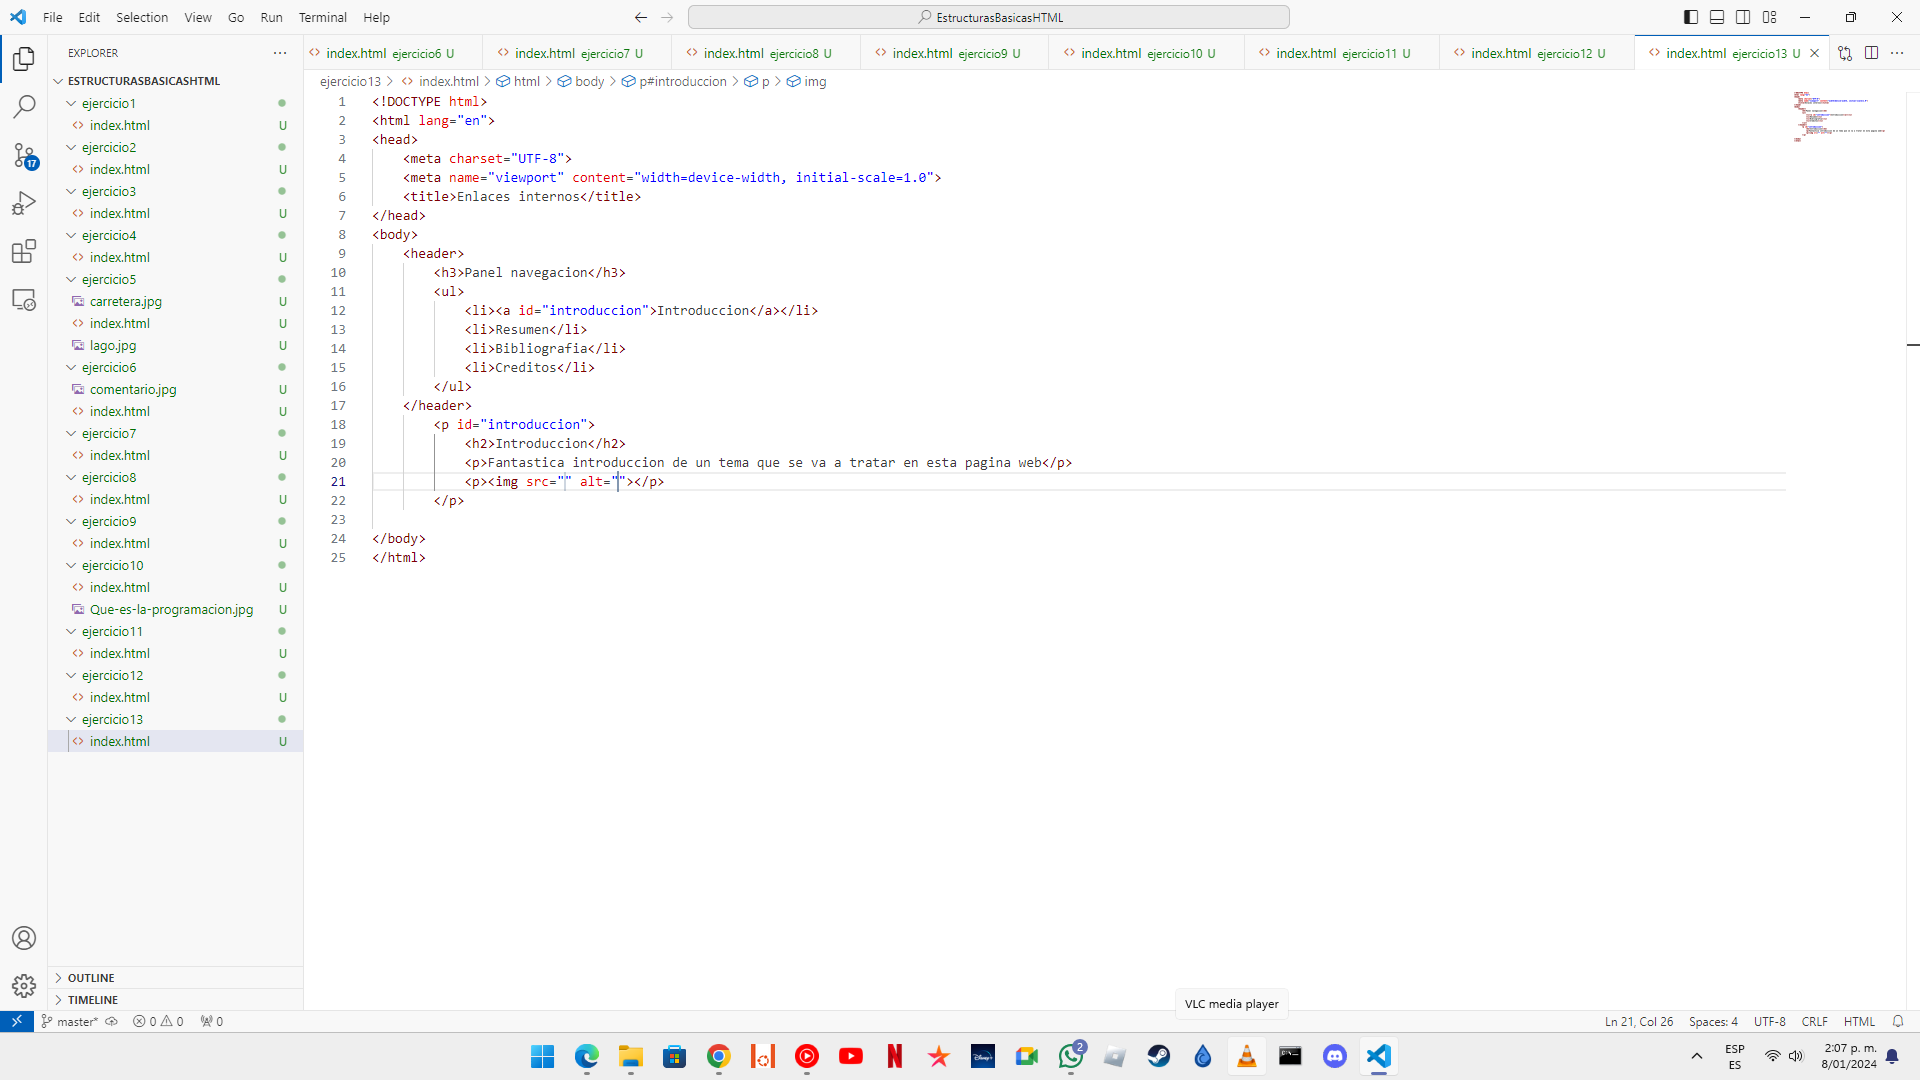 File Edit Selection View Go Run Terminal Help
EstructurasBasicasHTML
EXPLORER
index.html ejercicio6 U
index.html ejercicio7 U
index.html ejercicio8 U
index.html ejercicio9 U
index.html ejercicio10 U
index.html ejercicio11 U
index.html ejercicio12 U
index.html ejercicio13 U
ejercicio13 > index.html > html > body > p#introduccion > p > img
ESTRUCTURASBASICASHTML
ejercicio1
index.html U
ejercicio2
index.html U
ejercicio3
index.html U
ejercicio4
index.html U
ejercicio5
carretera.jpg U
index.html U
lago.jpg U
ejercicio6
comentario.jpg U
index.html U
ejercicio7
index.html U
ejercicio8
index.html U
ejercicio9
index.html U
ejercicio10
index.html U
Que-es-la-programacion.jpg U
ejercicio11
index.html U
ejercicio12
index.html U
ejercicio13
index.html U
17
OUTLINE
TIMELINE
1 <!DOCTYPE html>
2 <html lang="en">
3 <head>
4 <meta charset="UTF-8">
5 <meta name="viewport" content="width=device-width, initial-scale=1.0">
6 <title>Enlaces internos</title>
7 </head>
8 <body>
9 <header>
10 <h3>Panel navegacion</h3>
11 <ul>
12 <li><a id="introduccion">Introduccion</a></li>
13 <li>Resumen</li>
14 <li>Bibliografia</li>
15 <li>Creditos</li>
16 </ul>
17 </header>
18 <p id="introduccion">
19 <h2>Introduccion</h2>
20 <p>Fantastica introduccion de un tema que se va a tratar en esta pagina web</p>
21 <p><img src="" alt=""></p>
22 </p>
23
24 </body>
25 </html>
VLC media player
master* 0 0 0
Ln 21, Col 26 Spaces: 4 UTF-8 CRLF HTML
Disney+
2
ESP
ES
2:07 p. m.
8/01/2024